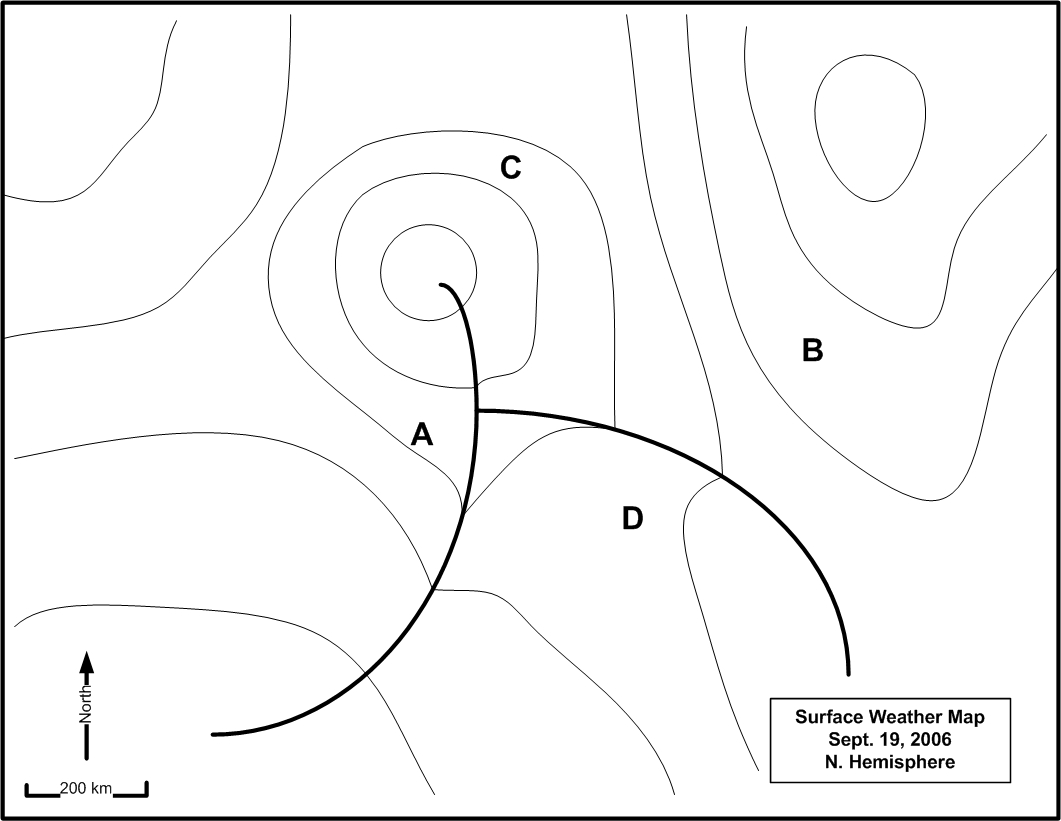 C
B
A
D
North
200 km
Surface Weather Map
Sept. 19, 2006
N. Hemisphere